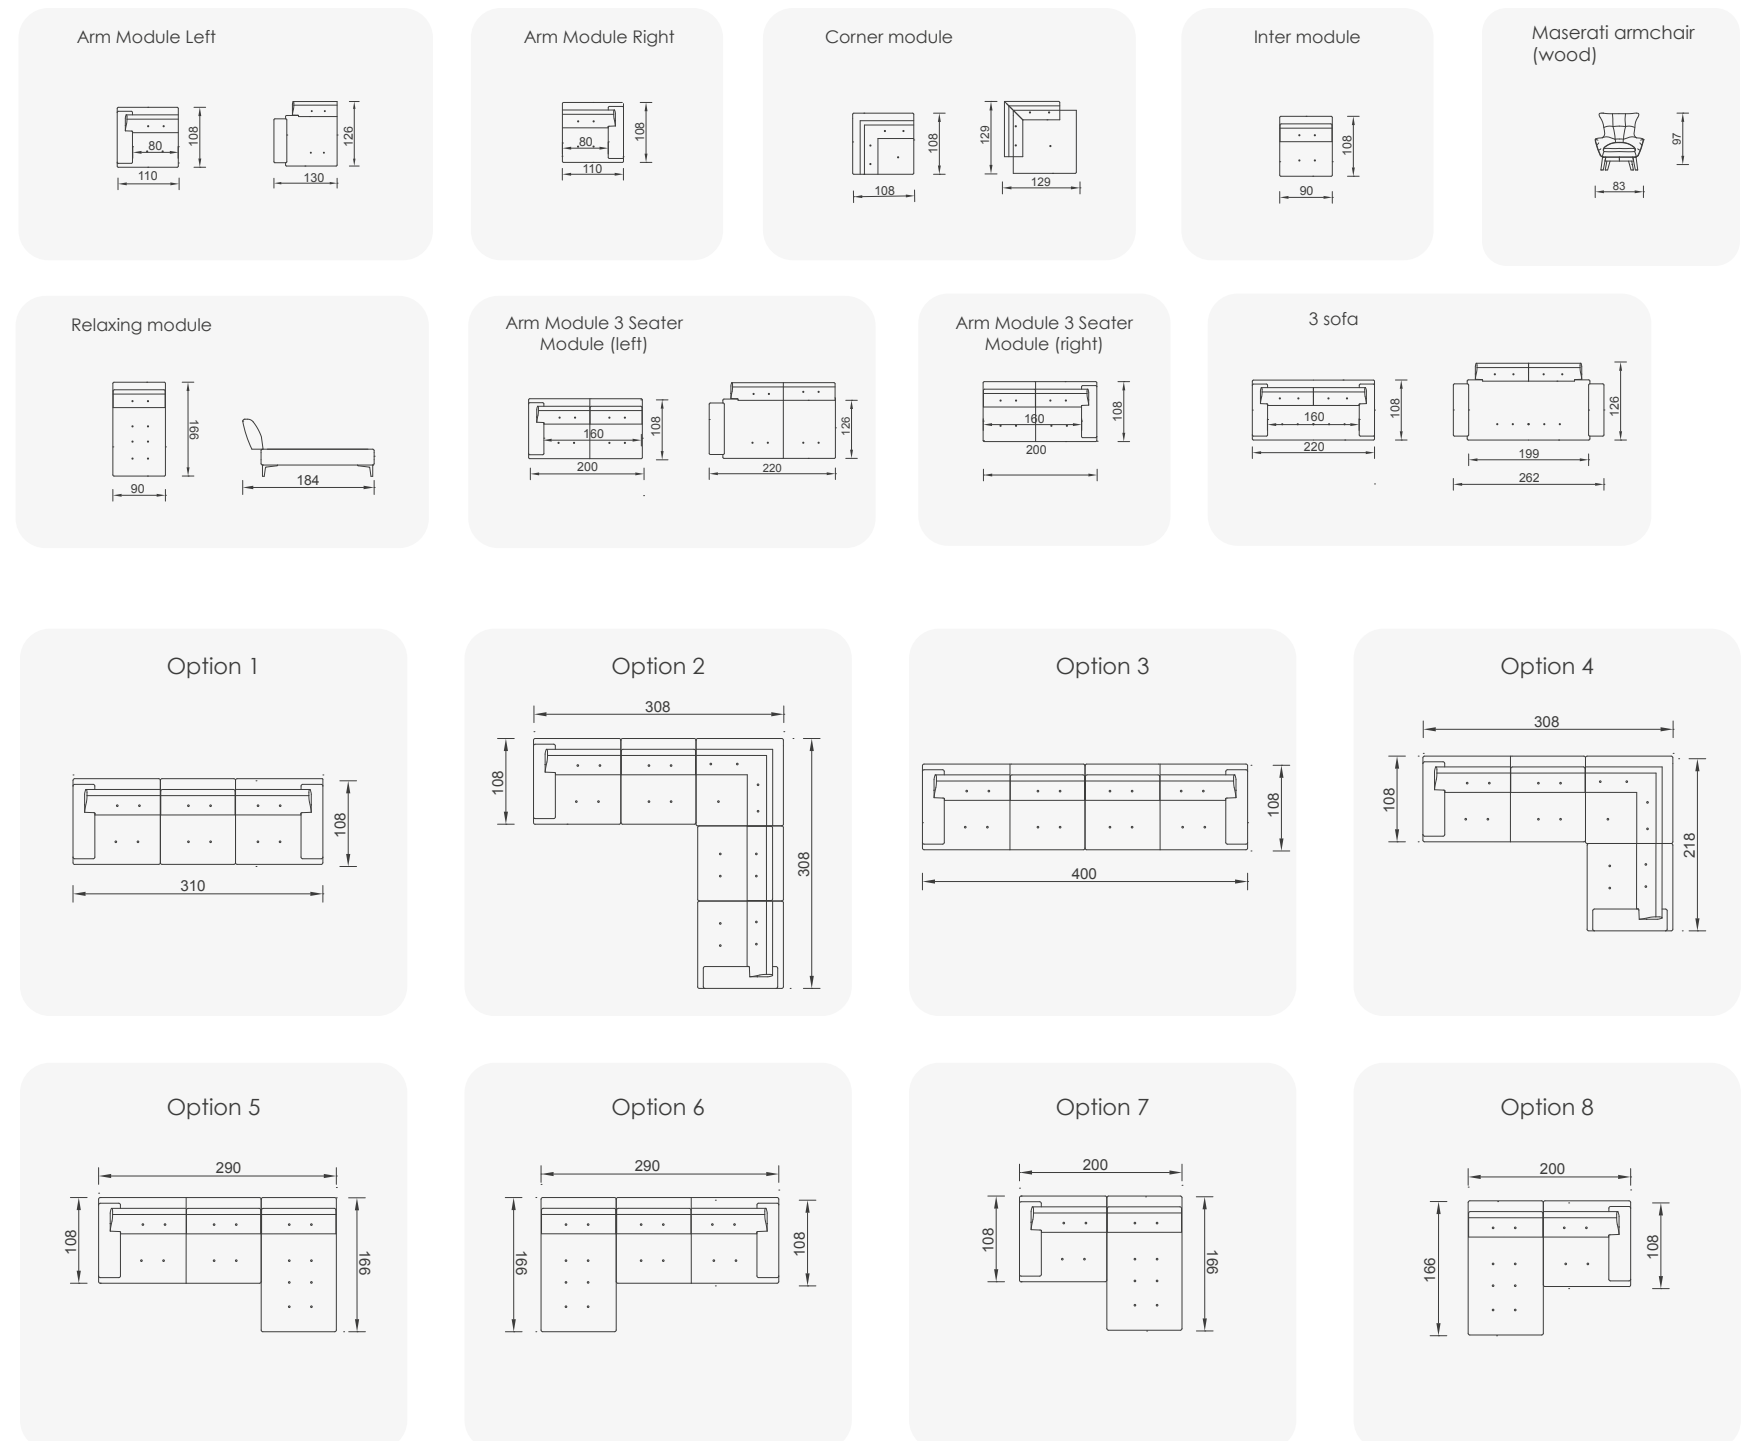 Arm Module Left
108
80
110
126
130
Arm Module Right
108
80
110
Corner module
108
108
129
129
Inter module
108
90
Maserati armchair
(wood)
97
83
Relaxing module
166
90
184
Arm Module 3 Seater
Module (left)
108
160
200
126
220
Arm Module 3 Seater
Module (right)
108
160
200
3 sofa
108
160
220
126
199
262
Option 1
108
310
Option 2
308
108
308
Option 3
108
400
Option 4
308
108
218
Option 5
290
108
166
Option 6
290
166
108
Option 7
200
108
166
Option 8
200
166
108